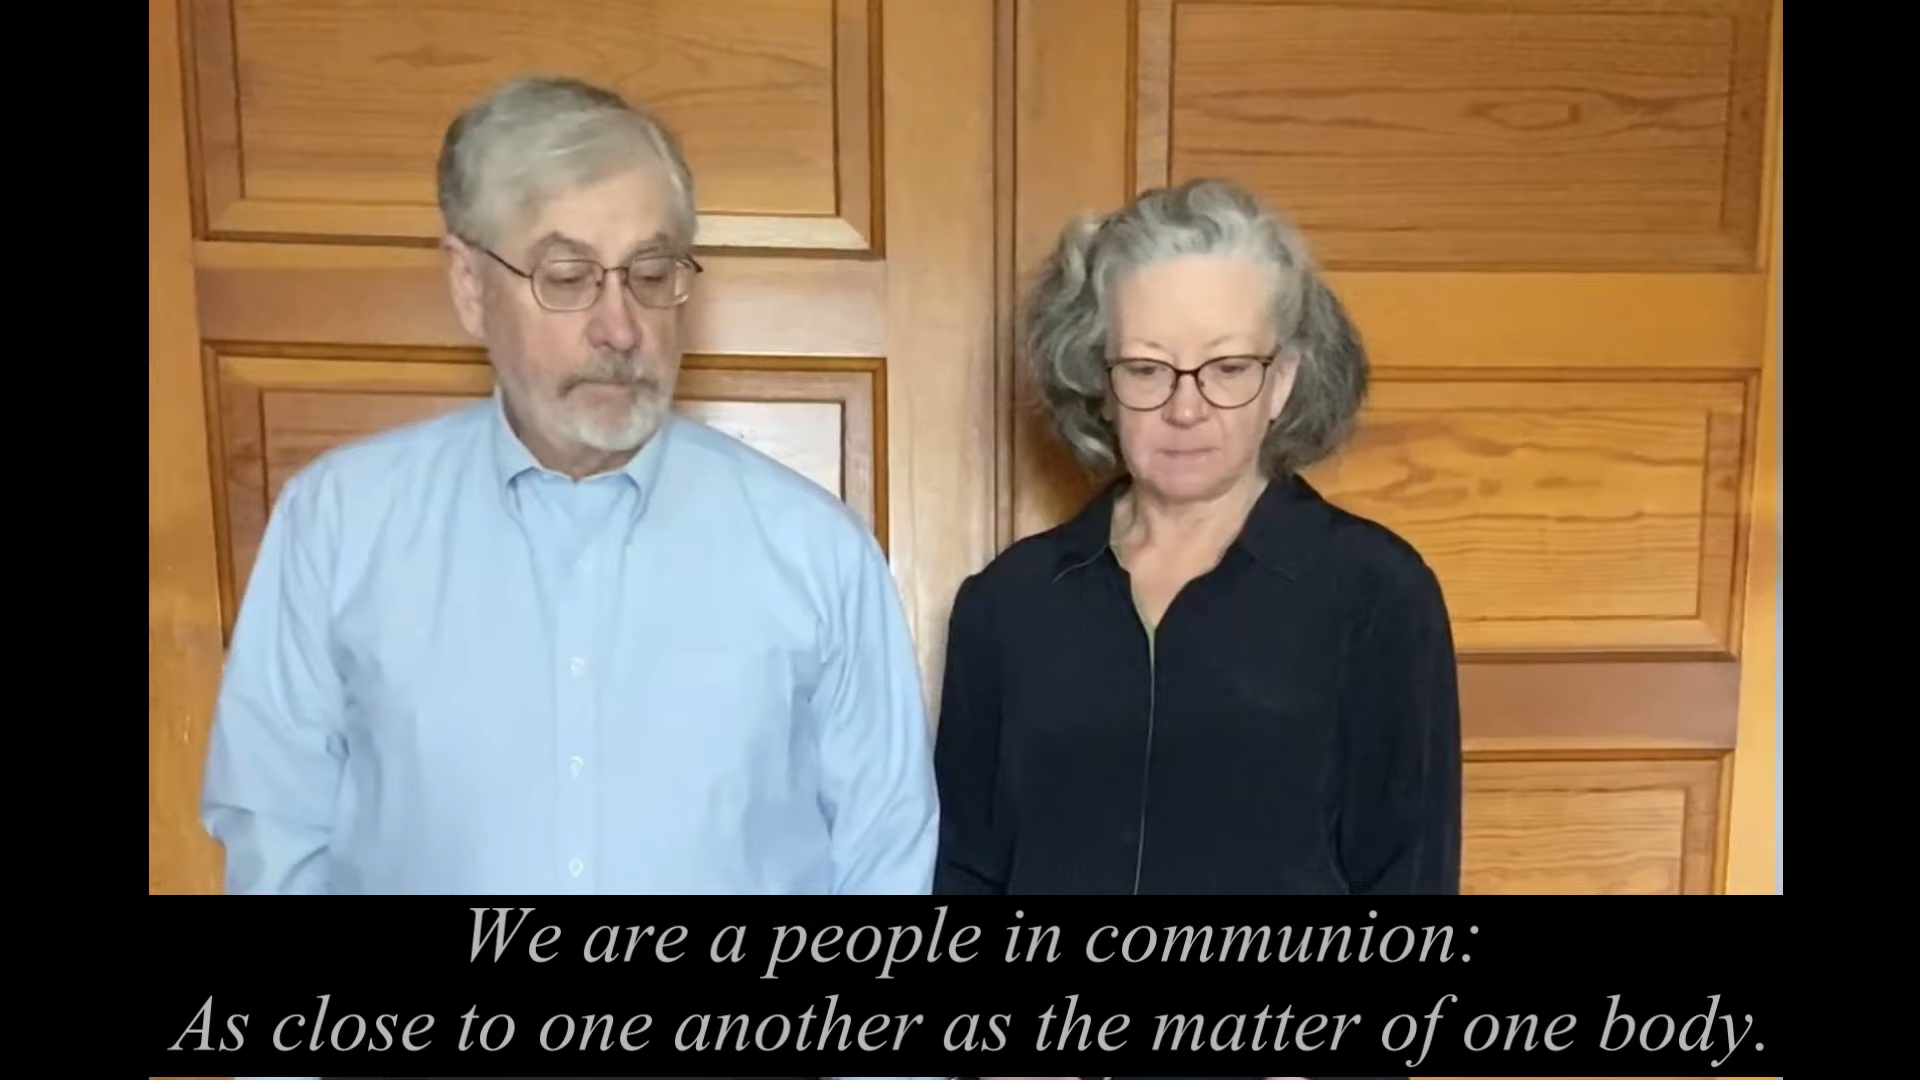 We are a people in communion:
As close to one another as the matter of one body.